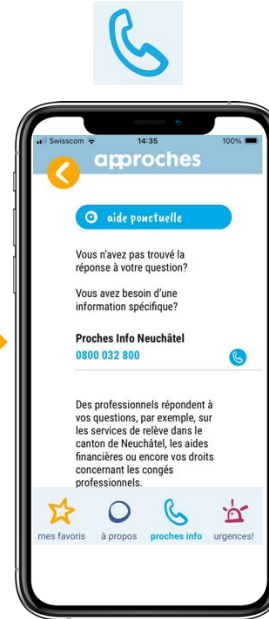 Swisscom 14:35 100%
approches
aide ponctuelle
Vous n'avez pas trouvé la
réponse à votre question?
Vous avez besoin d'une
information spécifique?
Proches Info Neuchâtel
0800 032 800
Des professionnels répondent à
vos questions, par exemple, sur
les services de relève dans le
canton de Neuchâtel, les aides
financières ou encore vos droits
concernant les congés
professionnels.
mes favoris à propos proches info urgences!